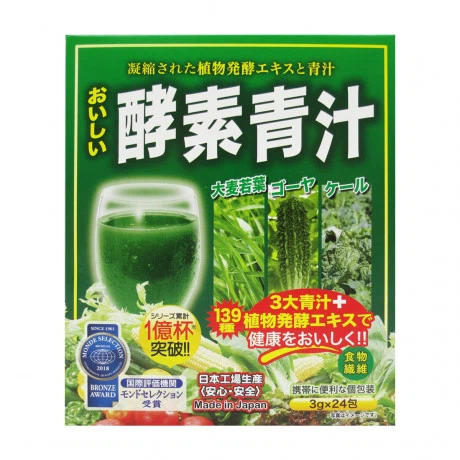 凝縮された植物発酵エキスと青汁
おいしい
酵素青汁
大麦若葉
ゴーヤ
ケール
シリーズ累計
1億杯
突破!!
139種
3大青汁+
植物発酵エキスで
健康をおいしく!!
食物
繊維
SINCE 1961
MONDE SELECTION
2018
BRONZE
AWARD
国際評価機関
モンドセレクション
受賞
日本工場生産
〈安心・安全〉
Made in Japan
携帯に便利な個包装
3g×24包